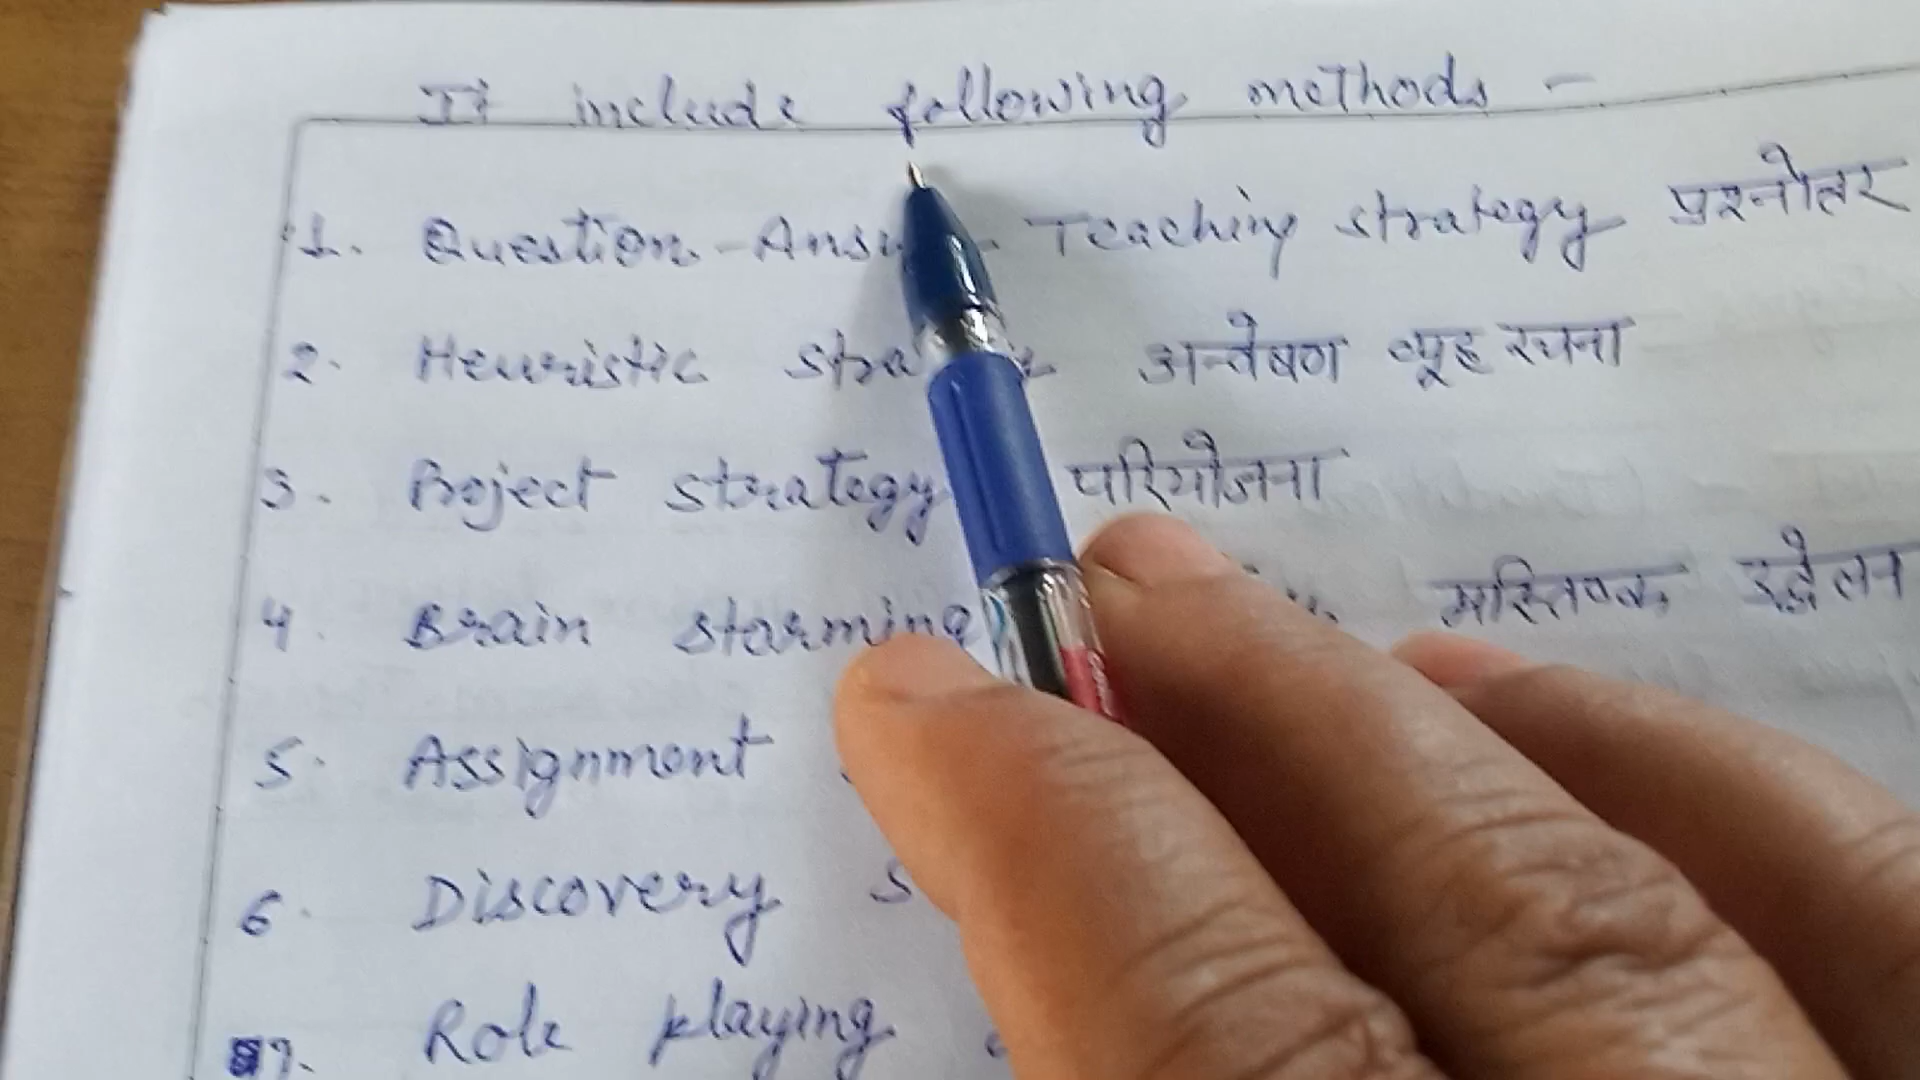 It include following methods -
1. Question - Teaching strategy प्रश्नोत्तर
2. Heuristic अन्वेषण व्यूह रचना
3. Project strategy परियोजना
4. Brain storming मस्तिष्क उद्वेलन
5. Assignment
6. Discovery
7. Role playing